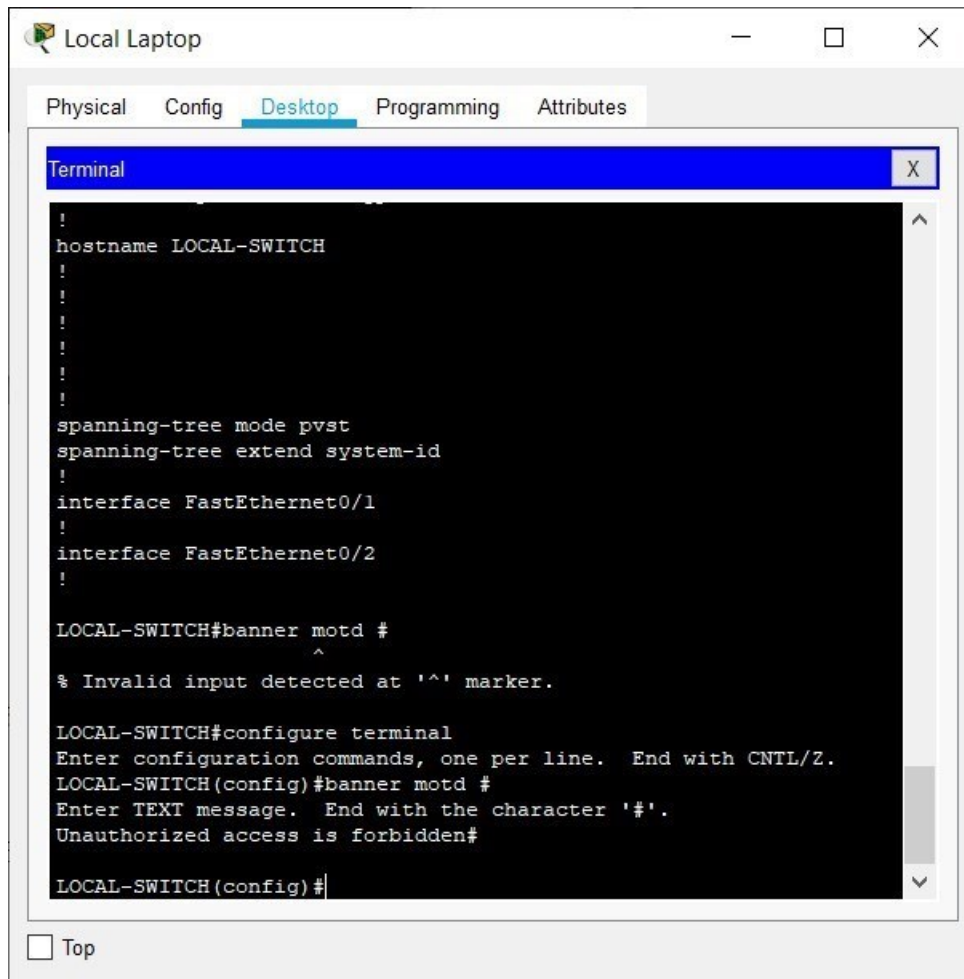 Local Laptop
Physical Config Desktop Programming Attributes
Terminal X
!
hostname LOCAL-SWITCH
!
!
!
!
!
!
spanning-tree mode pvst
spanning-tree extend system-id
!
interface FastEthernet0/1
!
interface FastEthernet0/2
!
LOCAL-SWITCH#banner motd #
^
% Invalid input detected at '^' marker.
LOCAL-SWITCH#configure terminal
Enter configuration commands, one per line.  End with CNTL/Z.
LOCAL-SWITCH(config)#banner motd #
Enter TEXT message.  End with the character '#'.
Unauthorized access is forbidden#
LOCAL-SWITCH(config)#
Top